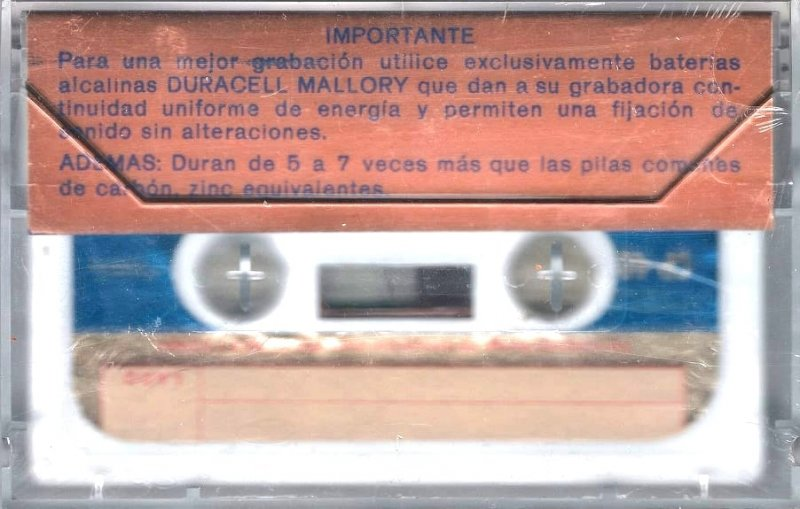 IMPORTANTE
Para una mejor grabación utilice exclusivamente baterías
alcalinas DURACELL MALLORY que dan a su grabadora con-
tinuidad uniforme de energía y permiten una fijación de
sonido sin alteraciones.
ADEMAS: Duran de 5 a 7 veces más que las pilas comunes
de carbón, zinc equivalentes